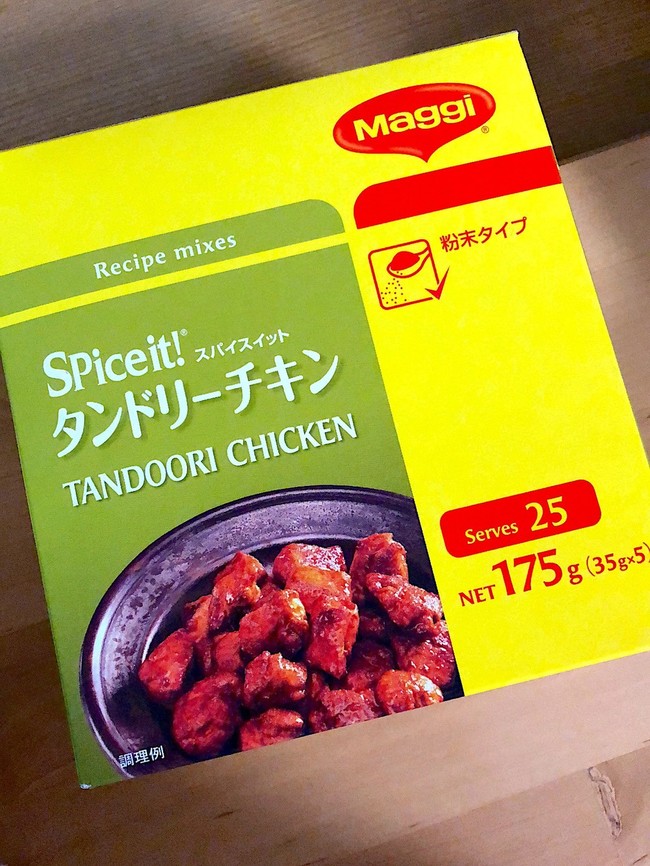 Maggi®
Recipe mixes
粉末タイプ
SPiceit!® スパイスイット
タンドリーチキン
TANDOORI CHICKEN
Serves 25
NET 175g (35g×5)
調理例